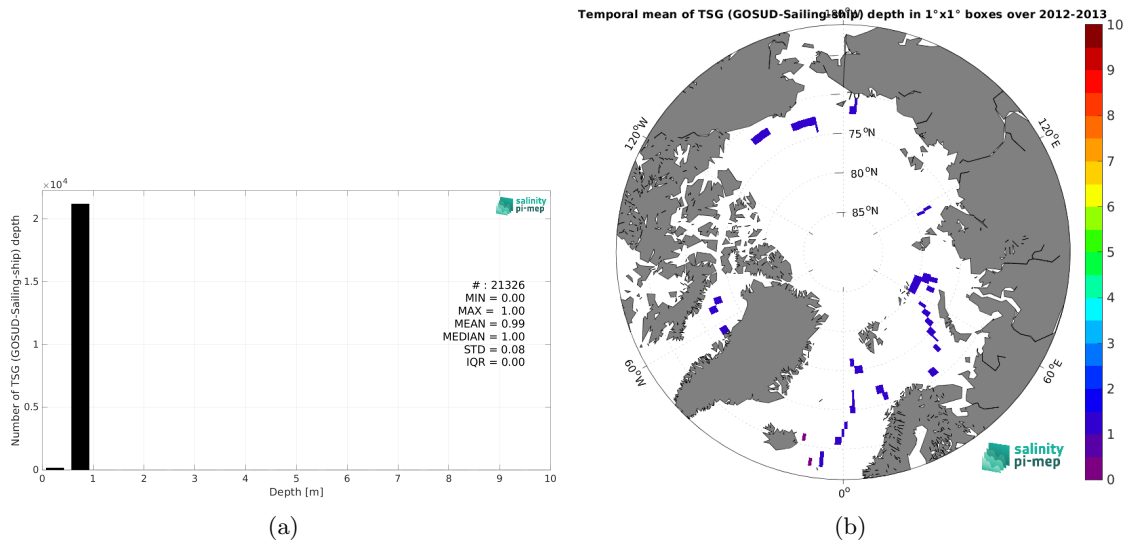 Temporal mean of TSG (GOSUD-Sailing-ship) depth in 1°x1° boxes over 2012-2013
×10⁴
2
1.5
1
0.5
0
Number of TSG (GOSUD-Sailing-ship) depth
0 1 2 3 4 5 6 7 8 9 10
Depth [m]
salinity
pi-mep
# : 21326
MIN = 0.00
MAX = 1.00
MEAN = 0.99
MEDIAN = 1.00
STD = 0.08
IQR = 0.00
(a)
180°W
120°W
120°E
60°W
60°E
0°
70
75°N
80°N
85°N
10
9
8
7
6
5
4
3
2
1
0
salinity
pi-mep
(b)